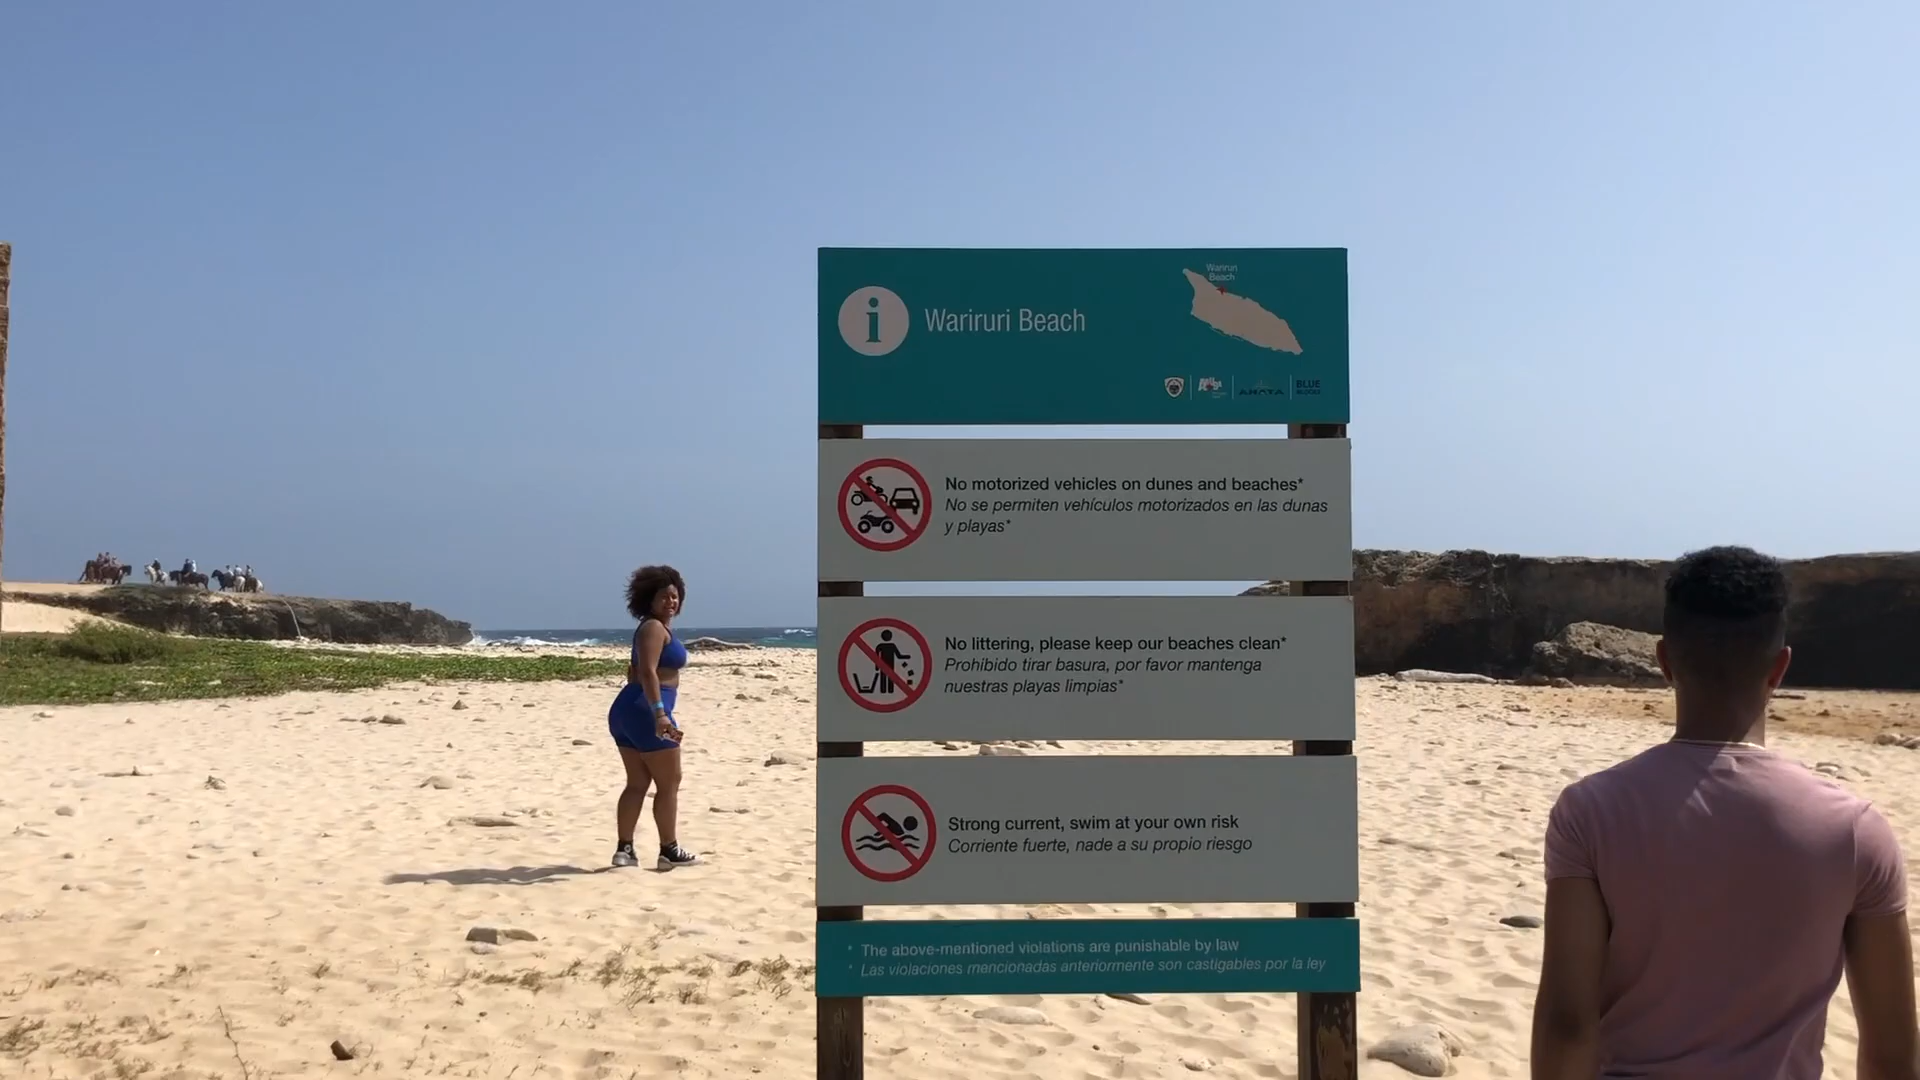 Wariruri
Beach
Wariruri Beach
BLUE
No motorized vehicles on dunes and beaches*
No se permiten vehículos motorizados en las dunas
y playas*
No littering, please keep our beaches clean*
Prohibido tirar basura, por favor mantenga
nuestras playas limpias*
Strong current, swim at your own risk
Corriente fuerte, nade a su propio riesgo
* The above-mentioned violations are punishable by law
* Las violaciones mencionadas anteriormente son castigables por la ley